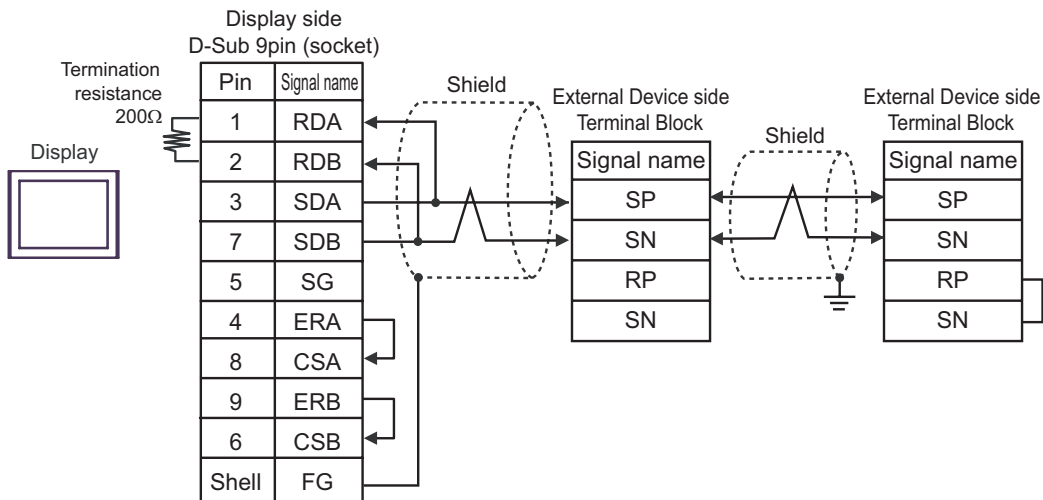 Display side
D-Sub 9pin (socket)
Termination
resistance
200Ω
Display
Pin Signal name
1 RDA
2 RDB
3 SDA
7 SDB
5 SG
4 ERA
8 CSA
9 ERB
6 CSB
Shell FG
Shield
External Device side
Terminal Block
Signal name
SP
SN
RP
SN
Shield
External Device side
Terminal Block
Signal name
SP
SN
RP
SN